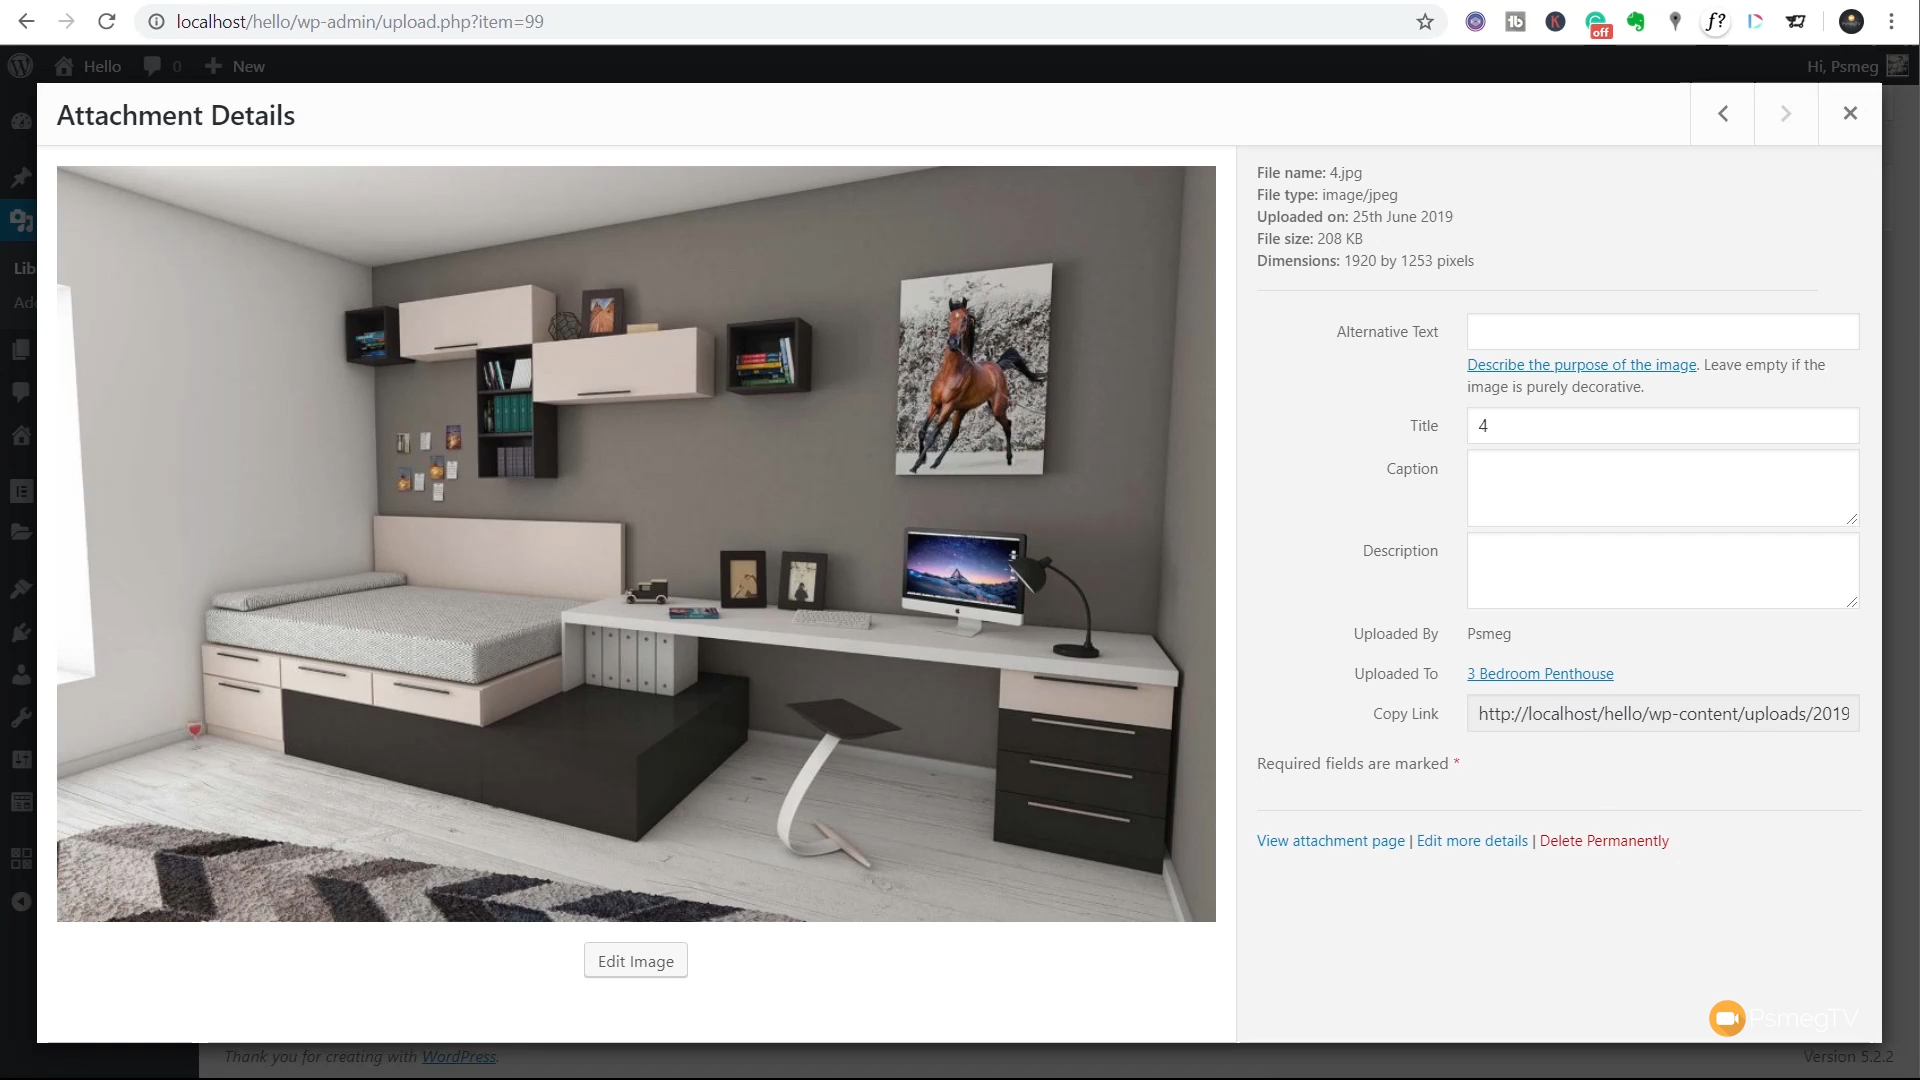 localhost/hello/wp-admin/upload.php?item=99
off
f?
Hello
0
New
Hi, Psmeg
Attachment Details
File name: 4.jpg
File type: image/jpeg
Uploaded on: 25th June 2019
File size: 208 KB
Dimensions: 1920 by 1253 pixels
Alternative Text
Describe the purpose of the image. Leave empty if the
image is purely decorative.
Title
4
Caption
Description
Uploaded By
Psmeg
Uploaded To
3 Bedroom Penthouse
Copy Link
http://localhost/hello/wp-content/uploads/2019
Required fields are marked *
View attachment page | Edit more details | Delete Permanently
Edit Image
Lib
Ad
PsmegTV
Thank you for creating with WordPress.
Version 5.2.2